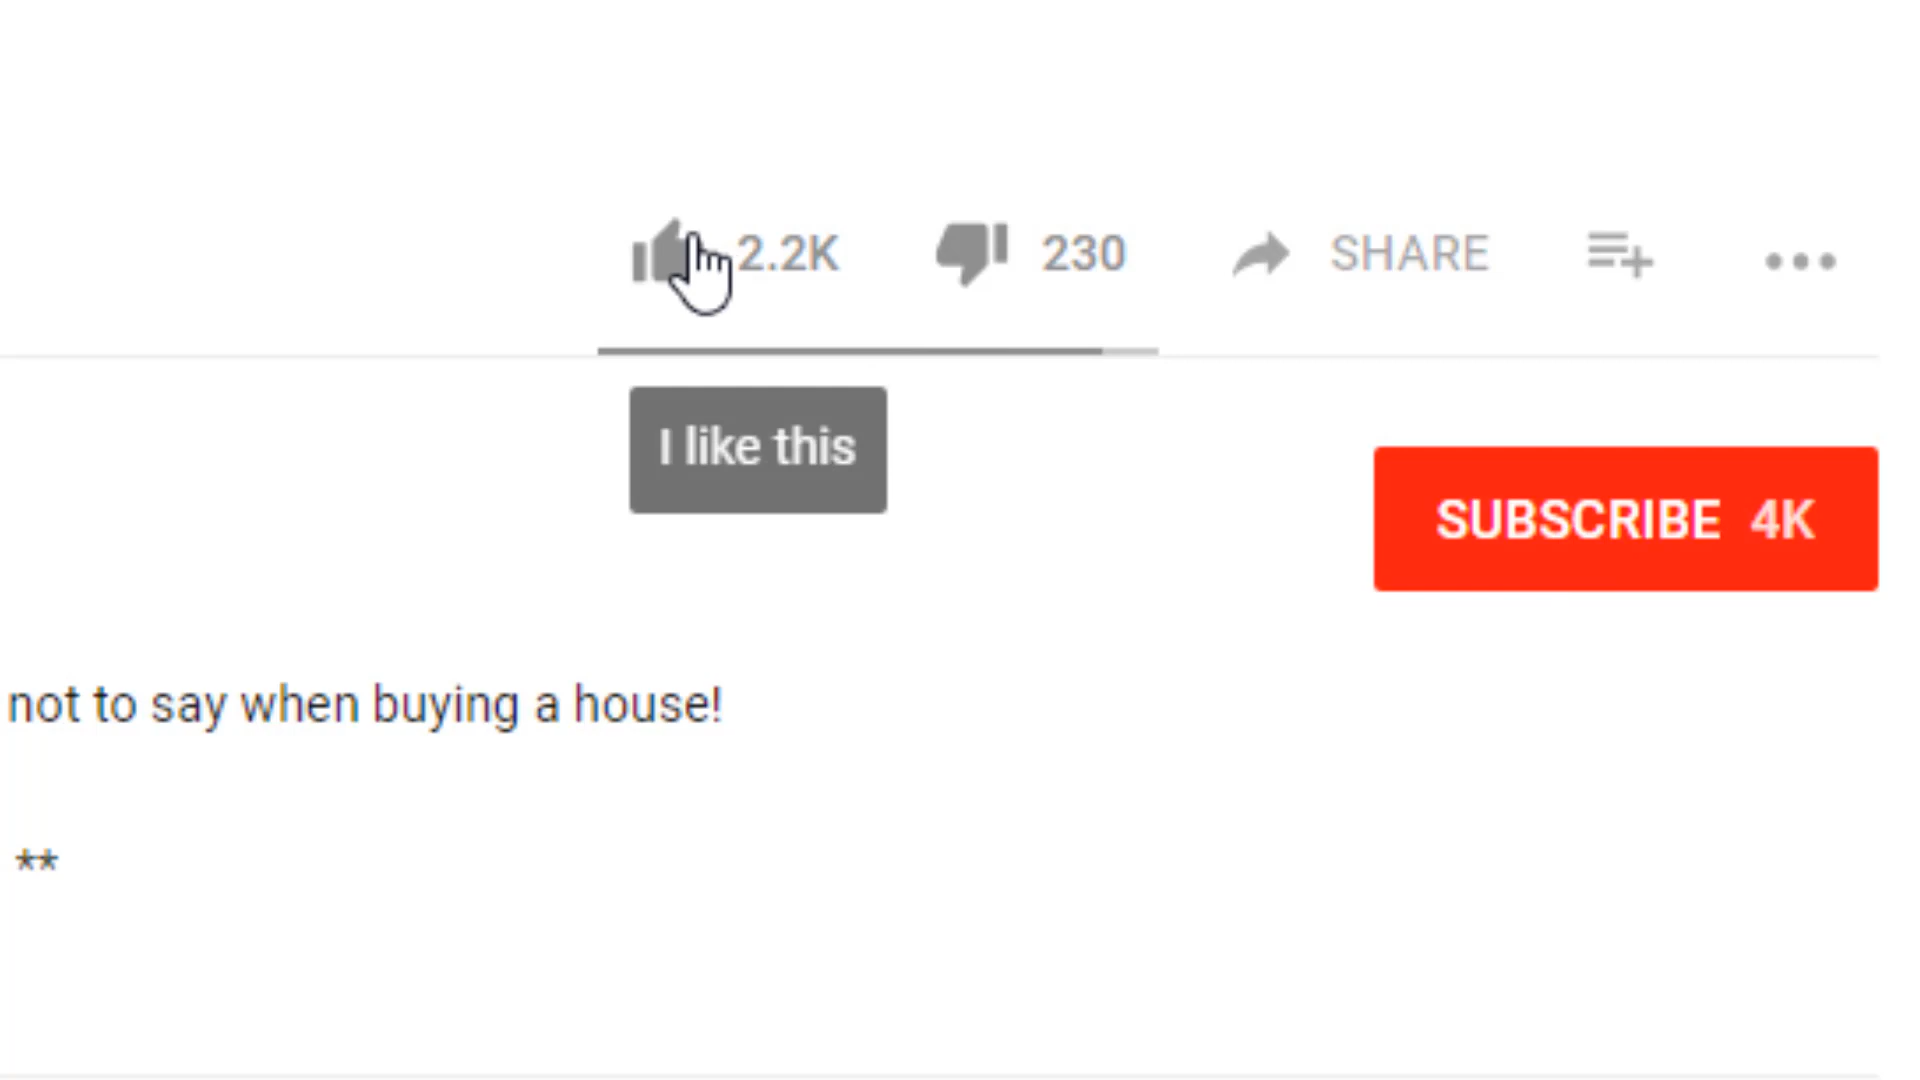 2.2K 230 SHARE
I like this
SUBSCRIBE 4K
not to say when buying a house!
**